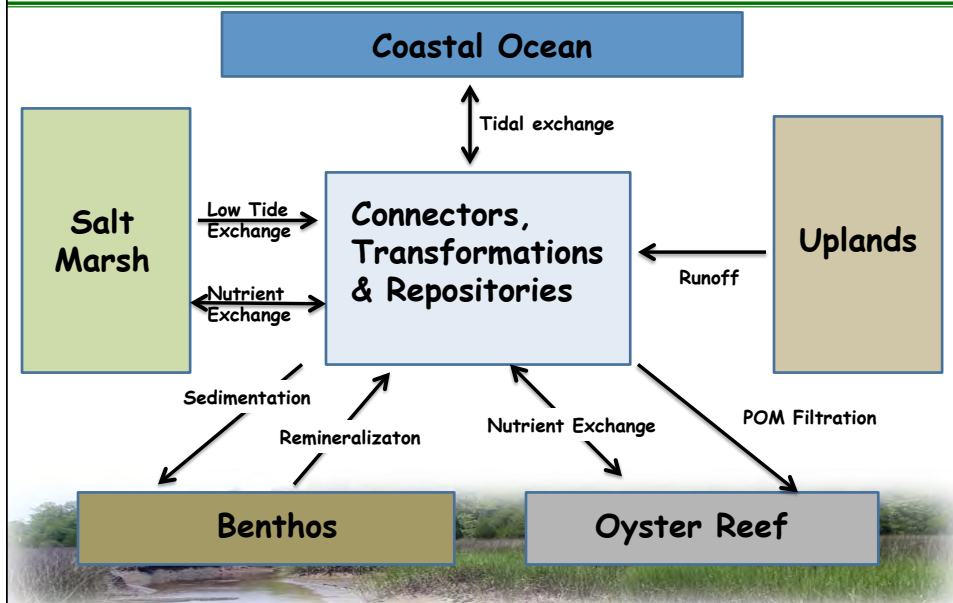 Coastal Ocean
Tidal exchange
Salt
Marsh
Low Tide
Exchange
Nutrient
Exchange
Connectors,
Transformations
& Repositories
Runoff
Uplands
Sedimentation
Remineralizaton
Nutrient Exchange
POM Filtration
Benthos
Oyster Reef